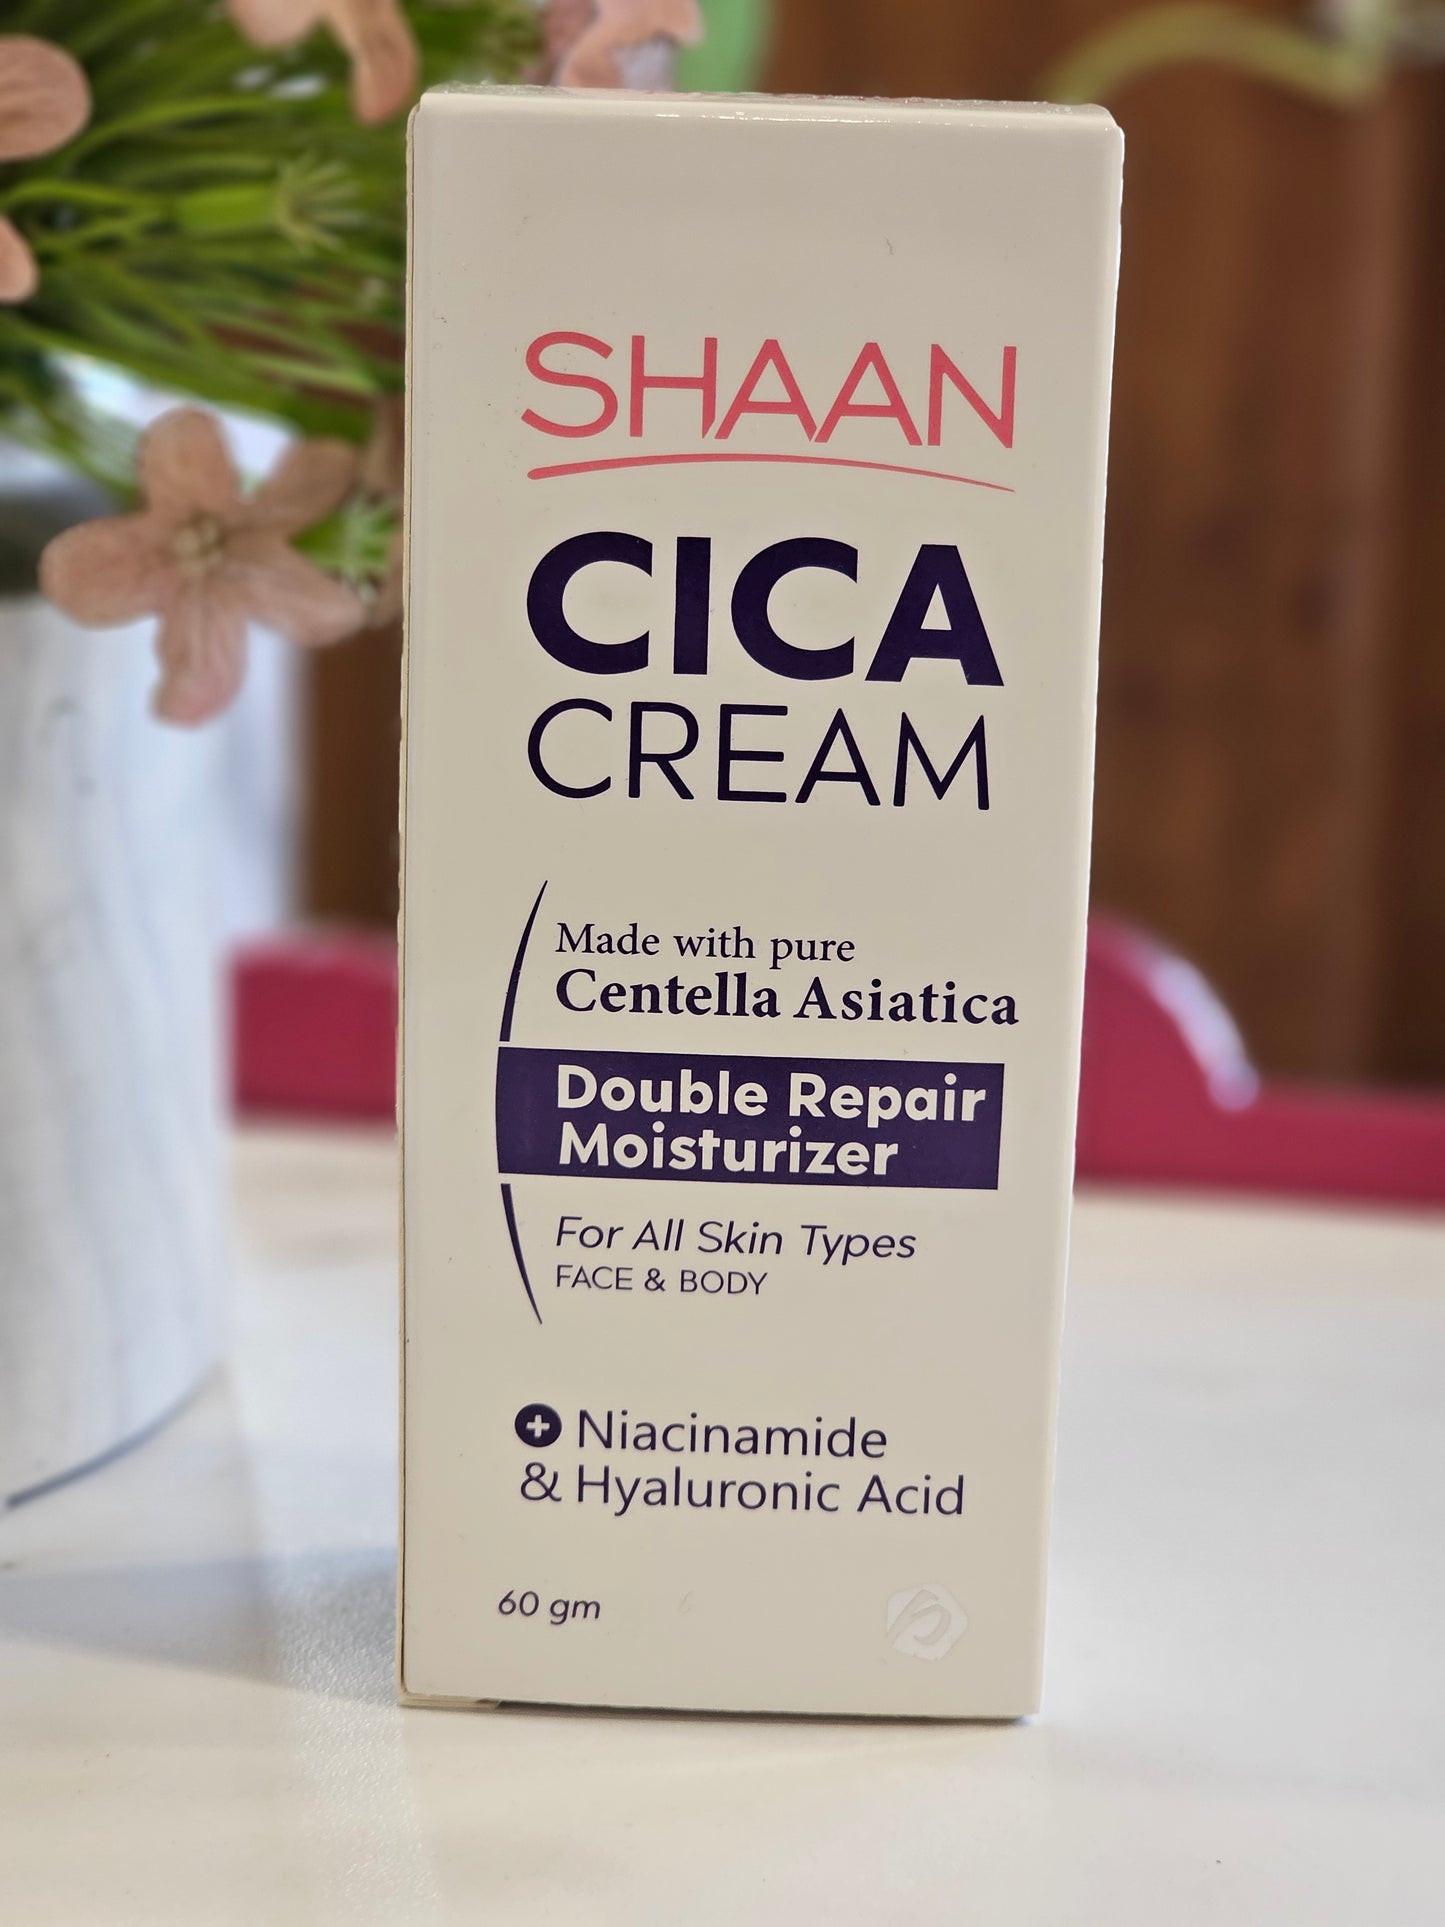 SHAAN
CICA
CREAM
Made with pure
Centella Asiatica
Double Repair
Moisturizer
For All Skin Types
FACE & BODY
+ Niacinamide
& Hyaluronic Acid
60 gm